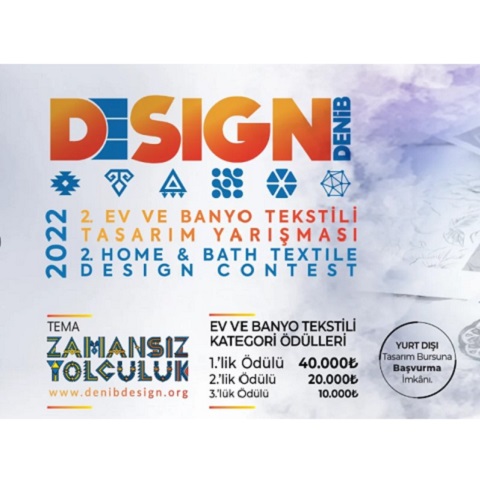 DESIGN
DENİB
2022
2. EV VE BANYO TEKSTİLİ
TASARIM YARIŞMASI
2. HOME & BATH TEXTILE
DESIGN CONTEST
TEMA
ZAMANSIZ
YOLCULUK
www.denibdesign.org
EV VE BANYO TEKSTİLİ
KATEGORİ ÖDÜLLERİ
1.'lik Ödülü 40.000₺
2.'lik Ödülü 20.000₺
3.'lük Ödülü 10.000₺
YURT DIŞI
Tasarım Bursuna
Başvurma
İmkânı.